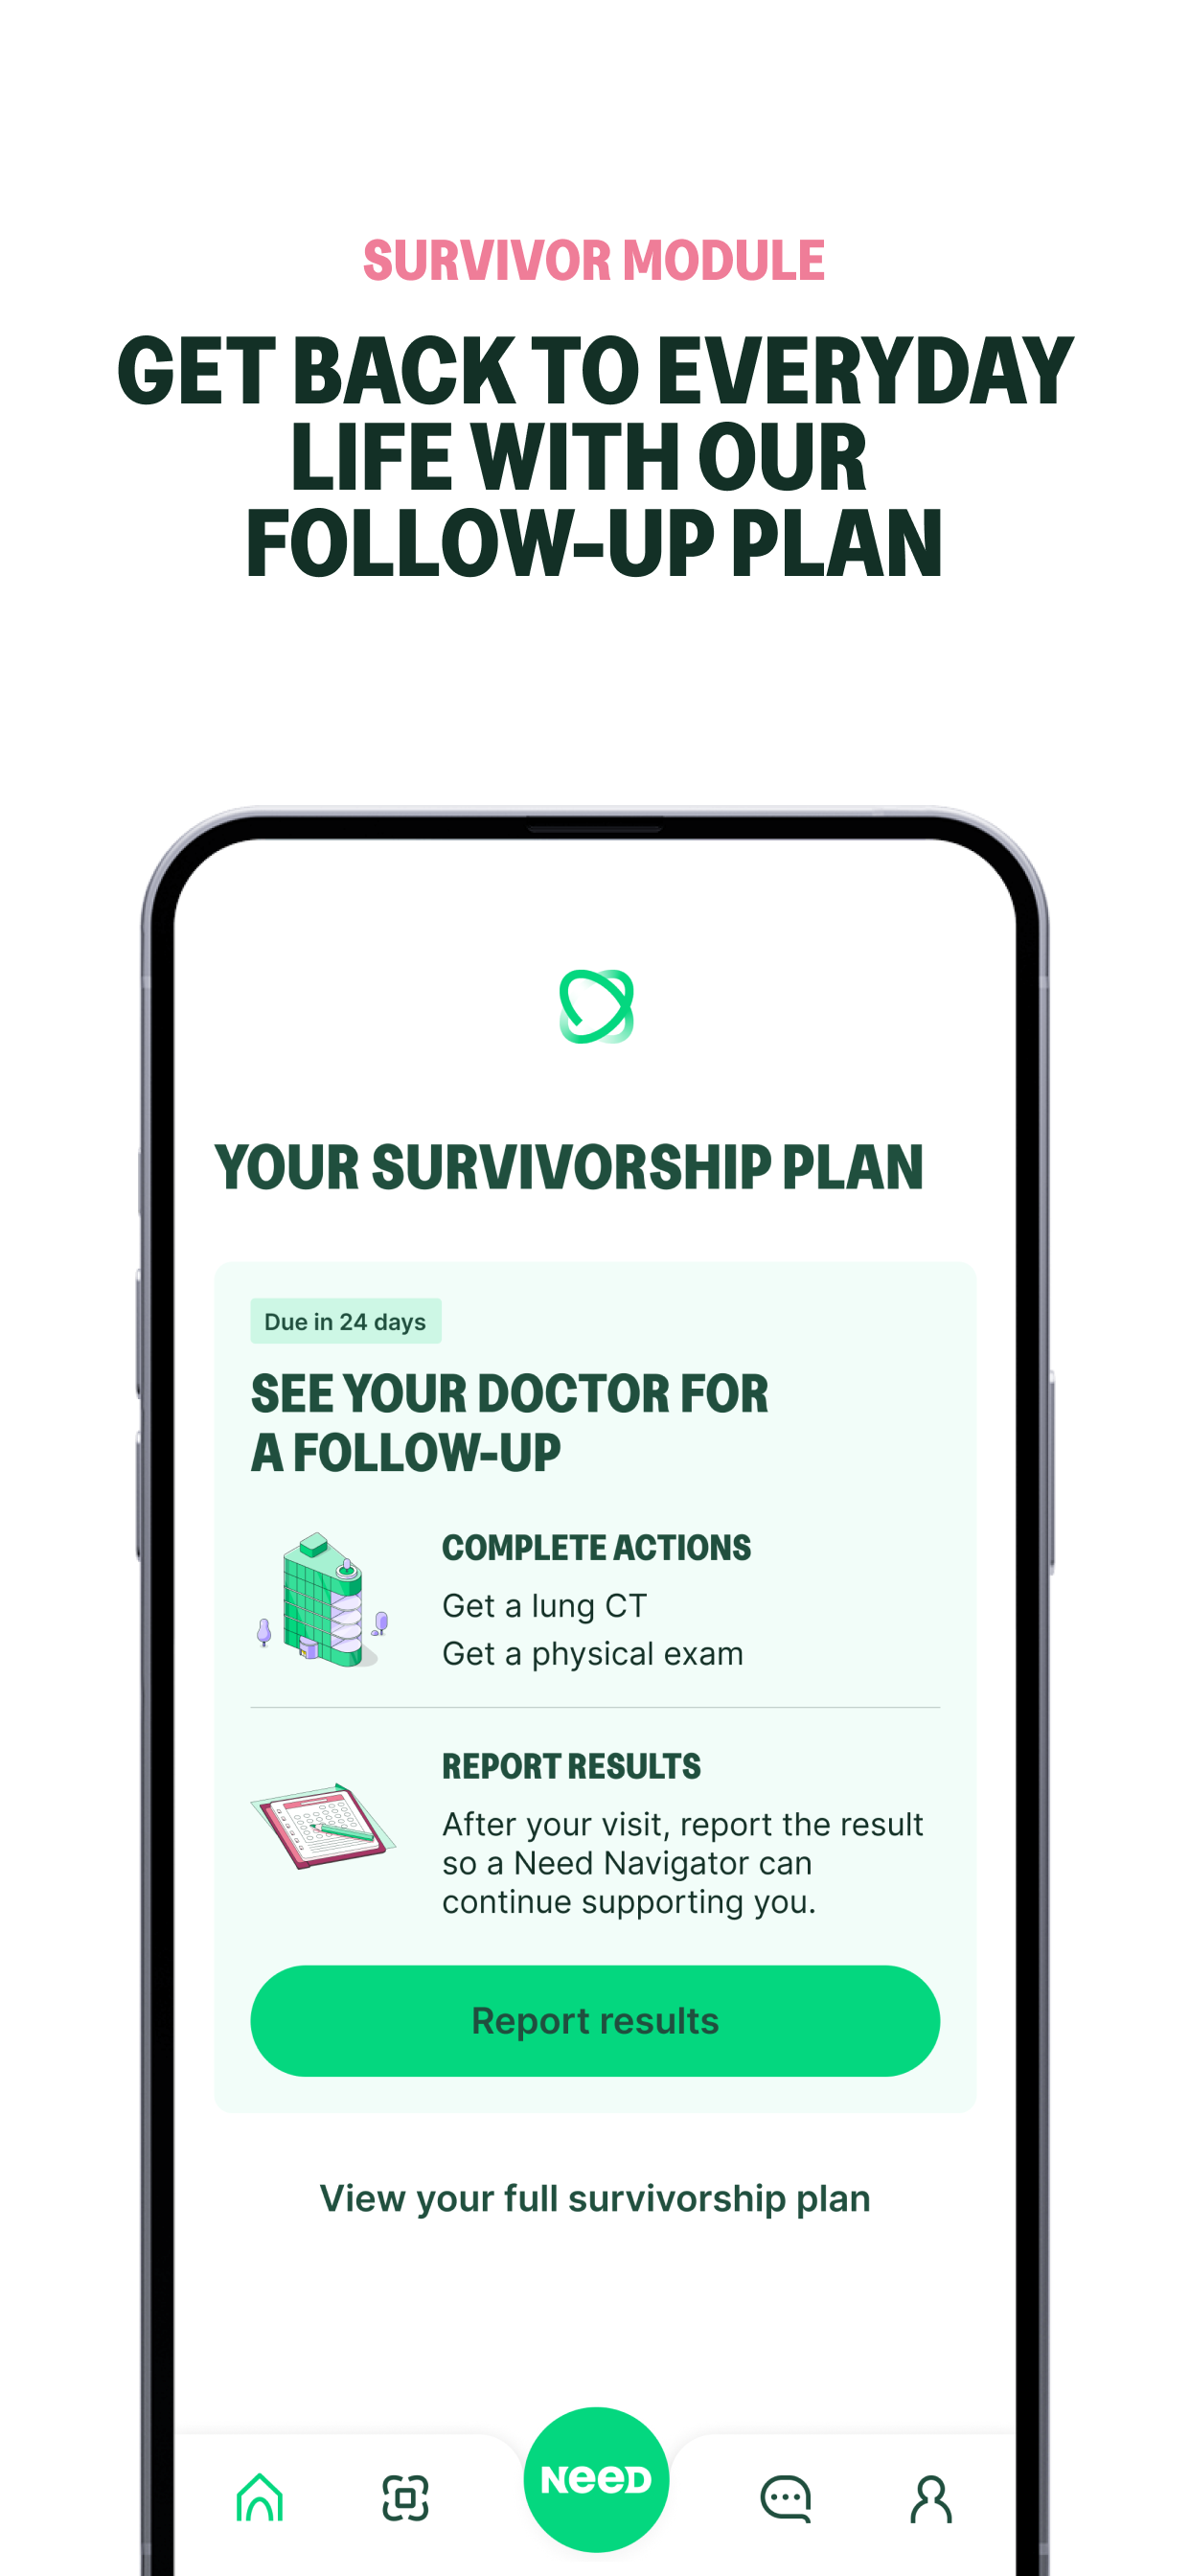 SURVIVOR MODULE
GET BACK TO EVERYDAY
LIFE WITH OUR
FOLLOW-UP PLAN
YOUR SURVIVORSHIP PLAN
Due in 24 days
SEE YOUR DOCTOR FOR
A FOLLOW-UP
COMPLETE ACTIONS
Get a lung CT
Get a physical exam
REPORT RESULTS
After your visit, report the result
so a Need Navigator can
continue supporting you.
Report results
View your full survivorship plan
NEED